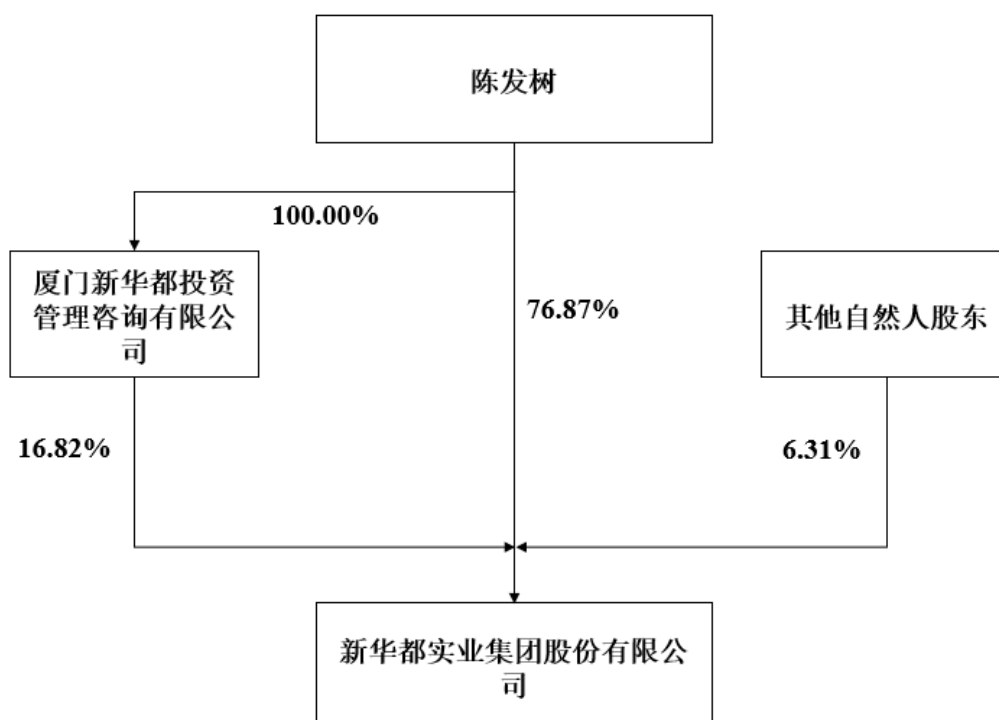 陈发树
100.00%
厦门新华都投资
管理咨询有限公
司
76.87%
其他自然人股东
16.82%
6.31%
新华都实业集团股份有限公
司